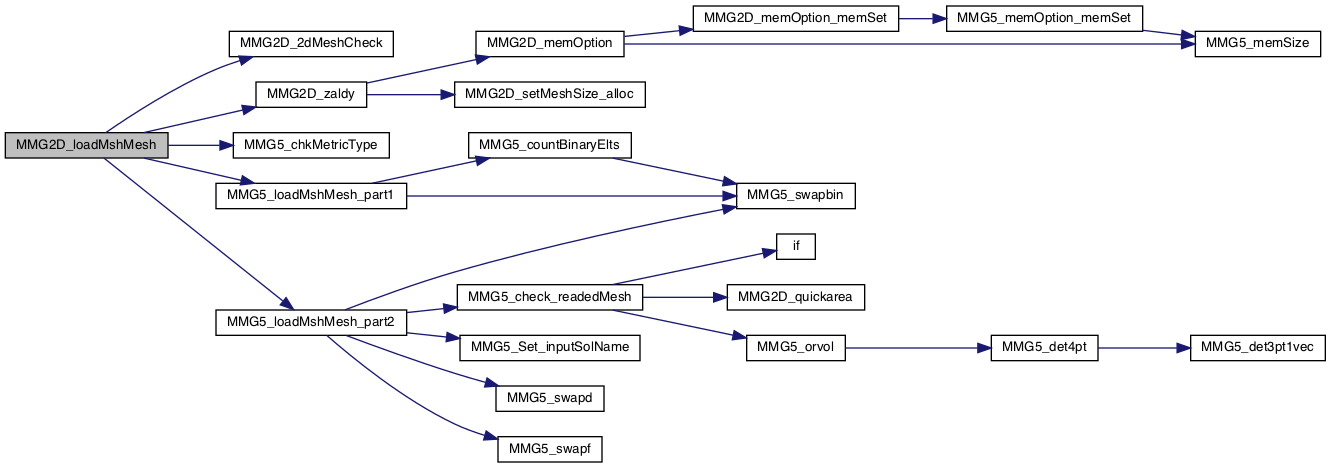 MMG2D_loadMshMesh
MMG2D_2dMeshCheck
MMG2D_zaldy
MMG5_chkMetricType
MMG5_loadMshMesh_part1
MMG5_loadMshMesh_part2
MMG2D_memOption
MMG2D_setMeshSize_alloc
MMG5_countBinaryElts
MMG5_check_readedMesh
MMG5_Set_inputSolName
MMG5_swapd
MMG5_swapf
MMG2D_memOption_memSet
MMG5_memOption_memSet
MMG5_memSize
MMG5_swapbin
if
MMG2D_quickarea
MMG5_orvol
MMG5_det4pt
MMG5_det3pt1vec